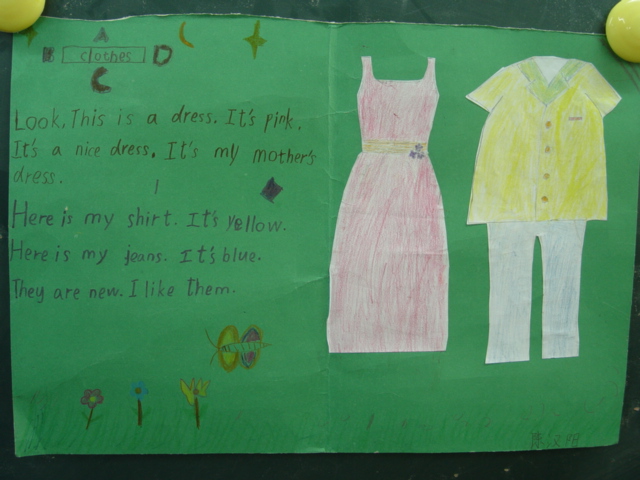 A
B clothes D
C
Look, This is a dress. It's pink.
It's a nice dress. It's my mother's
dress.
Here is my shirt. It's yellow.
Here is my jeans. It's blue.
They are new. I like them.